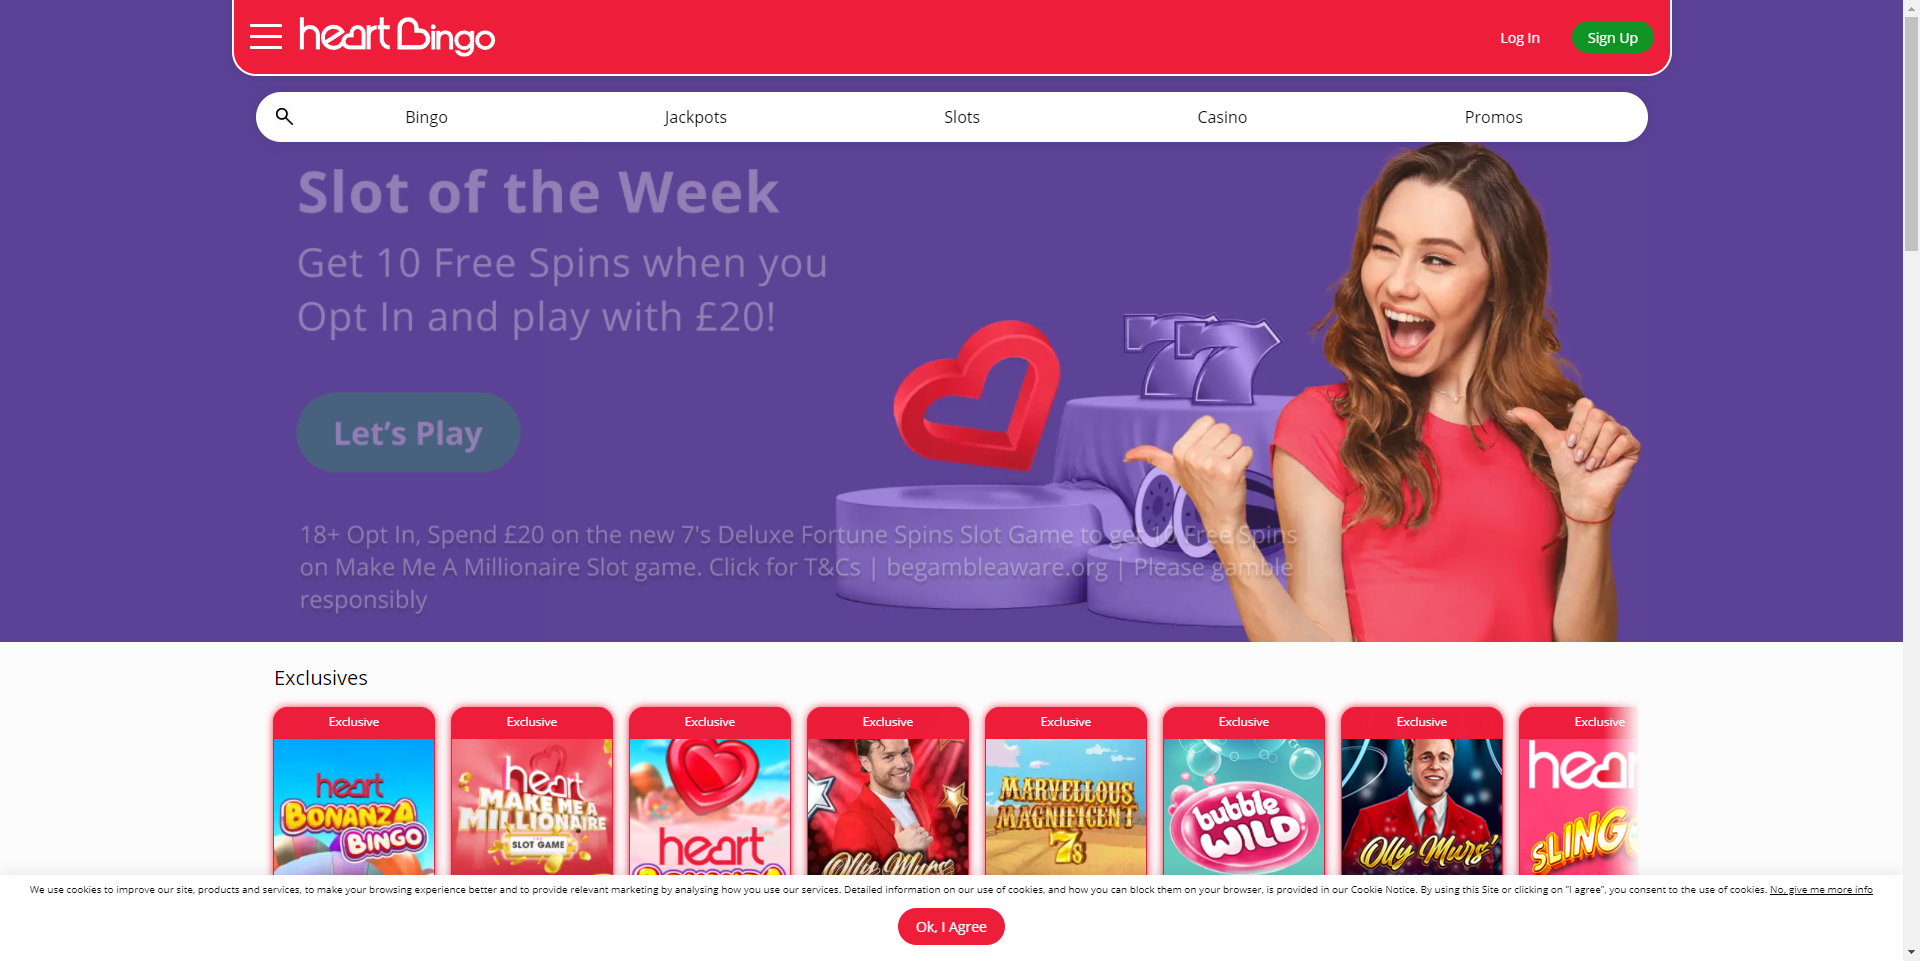 heart Bingo
Log In
Sign Up
Bingo
Jackpots
Slots
Casino
Promos
Slot of the Week
Get 10 Free Spins when you
Opt In and play with £20!
Let's Play
18+ Opt In, Spend £20 on the new 7's Deluxe Fortune Spins Slot Game to get 10 Free Spins
on Make Me A Millionaire Slot game. Click for T&Cs | begambleaware.org | Please gamble
responsibly
77
Exclusives
Exclusive
Exclusive
Exclusive
Exclusive
Exclusive
Exclusive
Exclusive
Exclusive
heart
BONANZA
BINGO
heart
MAKE ME A
MILLIONAIRE
SLOT GAME
heart
BONANZA
Olly Murs
MARVELLOUS
MAGNIFICENT
7s
bubble
WILD!
Olly Murs'
We use cookies to improve our site, products and services, to make your browsing experience better and to provide relevant marketing by analysing how you use our services. Detailed information on our use of cookies, and how you can block them on your browser, is provided in our Cookie Notice. By using this Site or clicking on “I agree”, you consent to the use of cookies. No, give me more info
Ok, I Agree